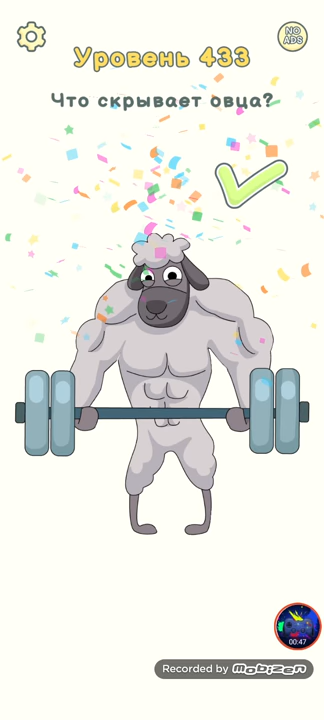 NO
ADS
Уровень 433
Что скрывает овца?
00:47
Recorded by MOBIZEN